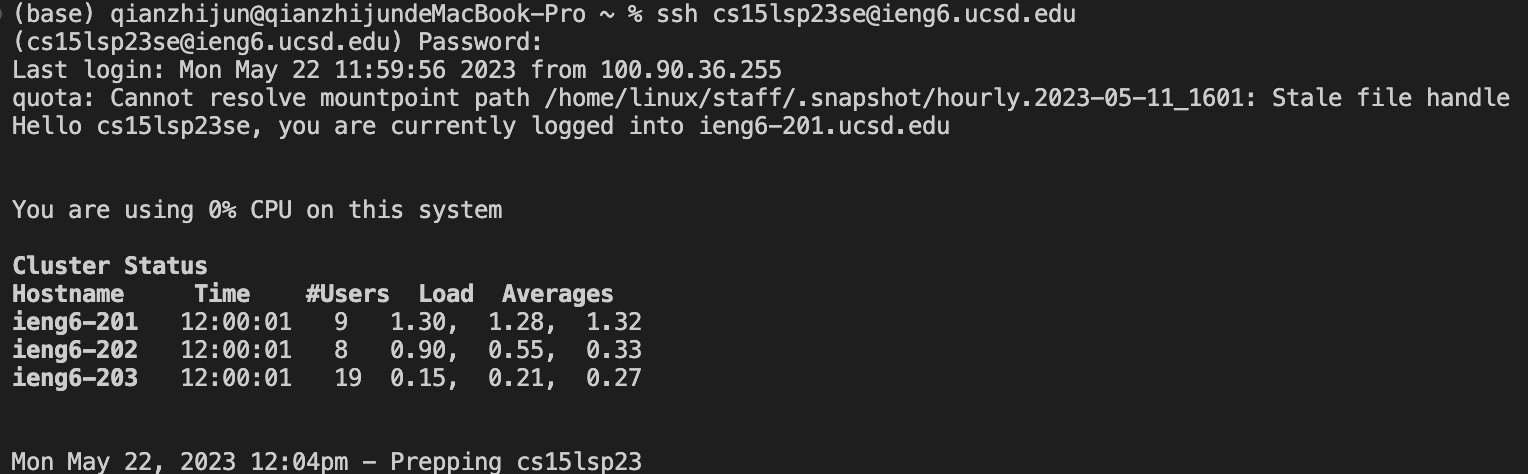 (base) qianzhijun@qianzhijundeMacBook-Pro ~ % ssh cs15lsp23se@ieng6.ucsd.edu
(cs15lsp23se@ieng6.ucsd.edu) Password:
Last login: Mon May 22 11:59:56 2023 from 100.90.36.255
quota: Cannot resolve mountpoint path /home/linux/staff/.snapshot/hourly.2023-05-11_1601: Stale file handle
Hello cs15lsp23se, you are currently logged into ieng6-201.ucsd.edu
You are using 0% CPU on this system
Cluster Status
Hostname     Time    #Users  Load  Averages
ieng6-201   12:00:01   9   1.30,  1.28,  1.32
ieng6-202   12:00:01   8   0.90,  0.55,  0.33
ieng6-203   12:00:01   19  0.15,  0.21,  0.27
Mon May 22, 2023 12:04pm - Prepping cs15lsp23